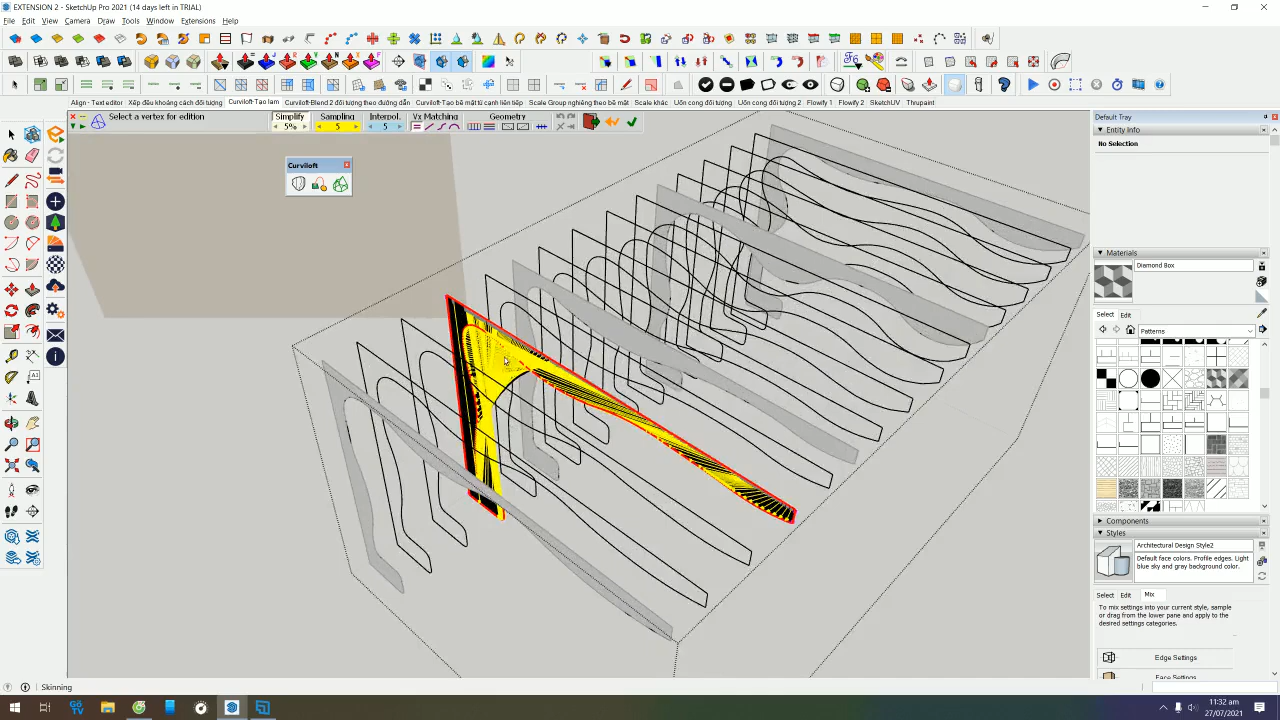 EXTENSION 2 - SketchUp Pro 2021 (14 days left in TRIAL)
File Edit View Camera Draw Tools Window Extensions Help
Align - Text editor Xếp đều khoảng cách đối tượng Curviloft-Tạo lam Curviloft-Blend 2 đối tượng theo đường dẫn Curviloft-Tạo bề mặt từ cạnh liên tiếp Scale Group nghiêng theo bề mặt Scale khác Uốn cong đối tượng Uốn cong đối tượng 2 Flowify 1 Flowify 2 SketchUV Thrupaint
Select a vertex for edition
Simplify Sampling Interpol. Vx Matching Geometry
5% 5 5
Curviloft
Default Tray
Entity Info
No Selection
Materials
Diamond Box
Select Edit
Patterns
Components
Styles
Architectural Design Style2
Default face colors. Profile edges. Light
blue sky and gray background color.
Select Edit Mix
To mix settings into your current style, sample
or drag from the lower pane and apply to the
desired settings categories.
Edge Settings
Face Settings
Skinning
11:32 am
27/07/2021